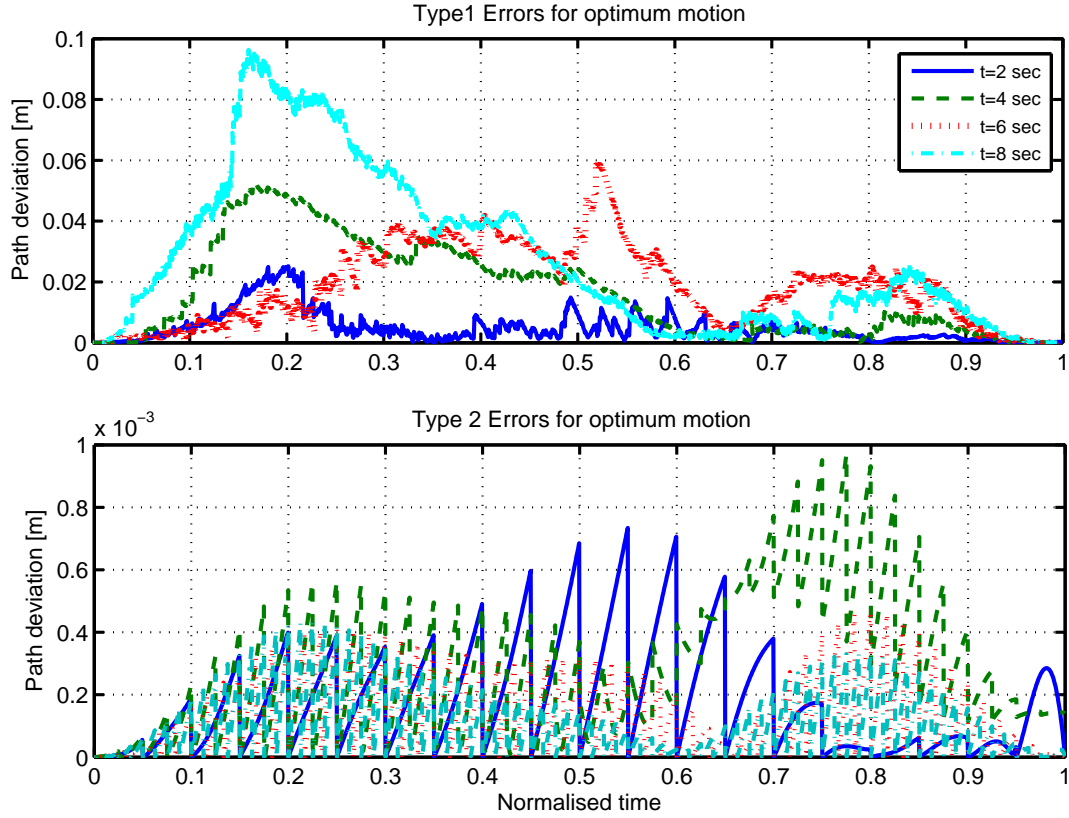 Type1 Errors for optimum motion
Path deviation [m]
0.1
0.08
0.06
0.04
0.02
0
t=2 sec
t=4 sec
t=6 sec
t=8 sec
0 0.1 0.2 0.3 0.4 0.5 0.6 0.7 0.8 0.9 1
Type 2 Errors for optimum motion
x 10−3
Path deviation [m]
1
0.8
0.6
0.4
0.2
0
0 0.1 0.2 0.3 0.4 0.5 0.6 0.7 0.8 0.9 1
Normalised time